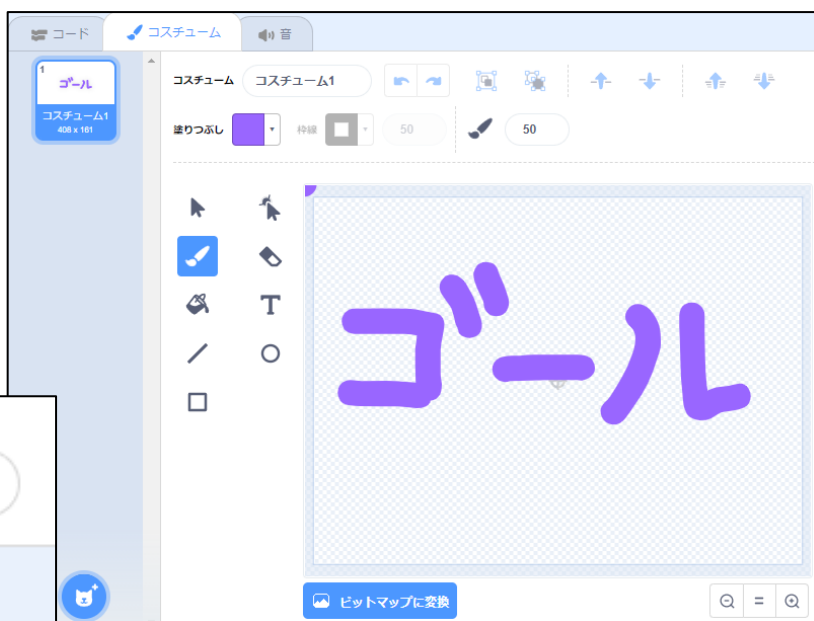 コード
コスチューム
音
1
ゴール
コスチューム1
408 x 161
コスチューム
コスチューム1
塗りつぶし
枠線
50
50
T
ゴール
ビットマップに変換